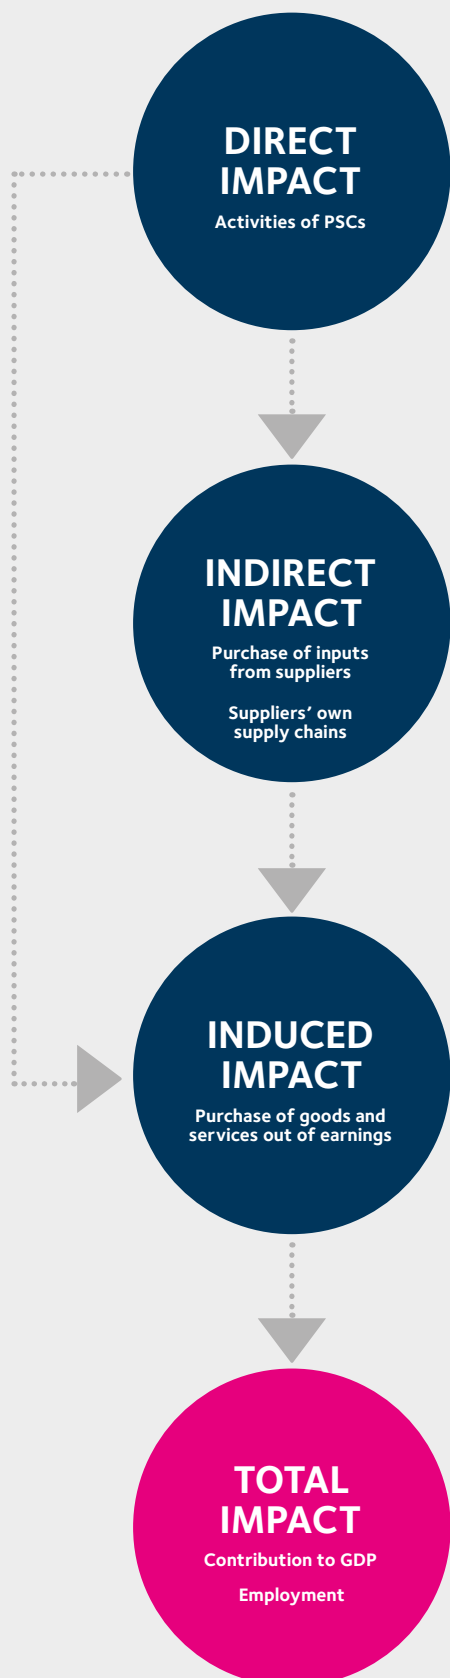 DIRECT
IMPACT
Activities of PSCs
INDIRECT
IMPACT
Purchase of inputs
from suppliers
Suppliers’ own
supply chains
INDUCED
IMPACT
Purchase of goods and
services out of earnings
TOTAL
IMPACT
Contribution to GDP
Employment